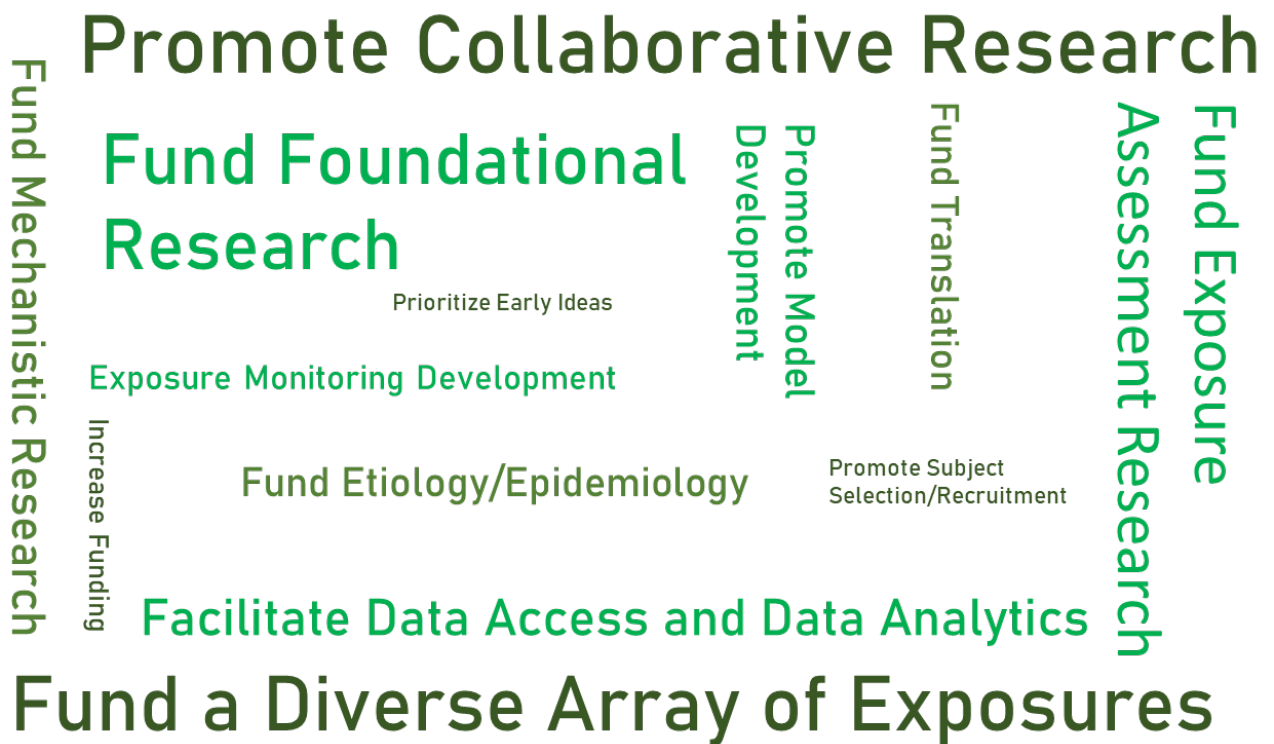 Promote Collaborative Research
Fund Mechanistic Research
Fund Foundational
Research
Promote Model
Development
Fund Translation
Fund Exposure
Assessment Research
Prioritize Early Ideas
Exposure Monitoring Development
Increase Funding
Fund Etiology/Epidemiology
Promote Subject
Selection/Recruitment
Facilitate Data Access and Data Analytics
Fund a Diverse Array of Exposures